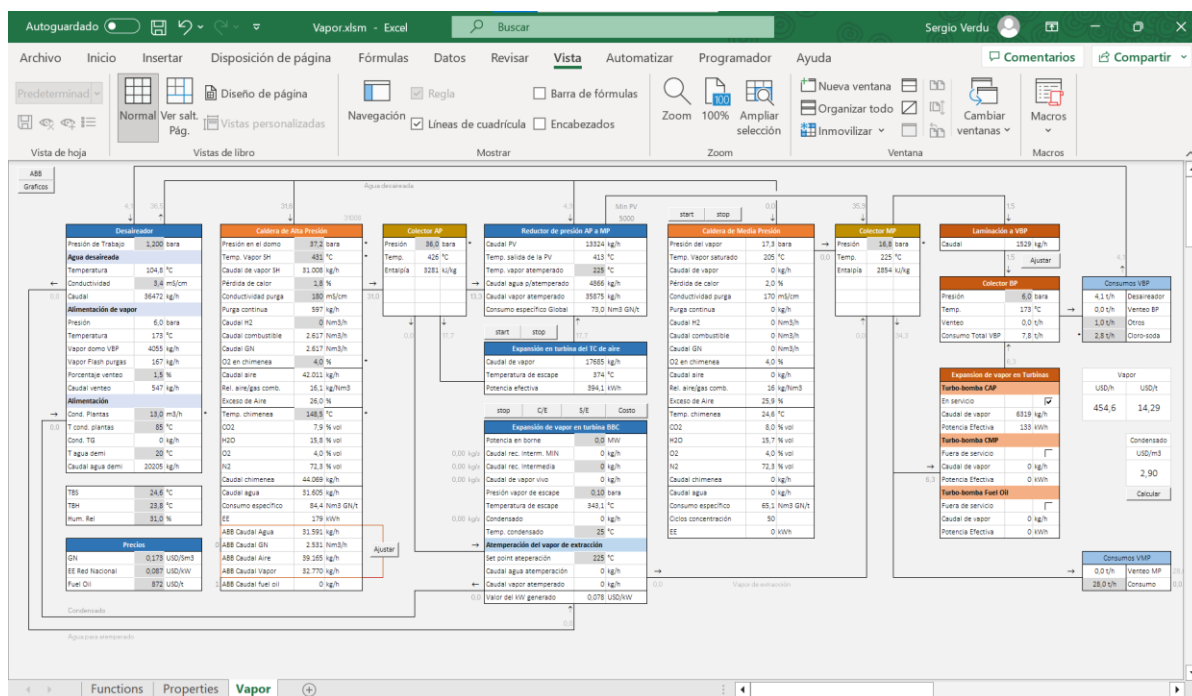 Autoguardado Vapor.xlsm - Excel Buscar Sergio Verdu
Archivo Inicio Insertar Disposición de página Fórmulas Datos Revisar Vista Automatizar Programador Ayuda Comentarios Compartir
Predeterminad
Normal
Ver salt. Pág.
Diseño de página
Vistas personalizadas
Navegación
Regla
Líneas de cuadrícula
Barra de fórmulas
Encabezados
Zoom
100%
Ampliar selección
Nueva ventana
Organizar todo
Inmovilizar
Cambiar ventanas
Macros
Vista de hoja Vistas de libro Mostrar Zoom Ventana Macros
ABB
Graficos
Agua desaireada
4,1 36,5 31,6 4,3 Min PV 0,0 35,9 1,5
5000
Desaireador
Presión de Trabajo 1,200 bara
Agua desaireada
Temperatura 104,8 °C
Conductividad 3,4 mS/cm
Caudal 36472 kg/h
Alimentación de vapor
Presión 6,0 bara
Temperatura 173 °C
Vapor domo VBP 4055 kg/h
Vapor Flash purgas 167 kg/h
Porcentaje venteo 1,5 %
Caudal venteo 547 kg/h
Alimentación
Cond. Plantas 13,0 m3/h
T cond. plantas 85 °C
Cond. TG 0 kg/h
T agua demi 20 °C
Caudal agua demi 20205 kg/h
TBS 24,6 °C
TBH 23,8 °C
Hum. Rel 31,0 %
Precios
GN 0,173 USD/Sm3
EE Red Nacional 0,087 USD/kW
Fuel Oil 872 USD/t
Condensado
Agua para atemperado
Caldera de Alta Presión
Presión en el domo 37,2 bara
Temp. Vapor SH 431 °C
Caudal de vapor SH 31.008 kg/h
Pérdida de calor 1,8 %
Conductividad purga 180 mS/cm
Purga continua 597 kg/h
Caudal H2 0 Nm3/h
Caudal combustible 2.617 Nm3/h
Caudal GN 2.617 Nm3/h
O2 en chimenea 4,0 %
Caudal aire 42.011 kg/h
Rel. aire/gas comb. 16,1 kg/Nm3
Exceso de Aire 26,0 %
Temp. chimenea 148,5 °C
CO2 7,9 % vol
H2O 15,8 % vol
O2 4,0 % vol
N2 72,3 % vol
Caudal chimenea 44.069 kg/h
Caudal agua 31.605 kg/h
Consumo específico 84,4 Nm3 GN/t
EE 179 kWh
ABB Caudal Agua 31.591 kg/h
ABB Caudal GN 2.531 Nm3/h
ABB Caudal Aire 39.165 kg/h
ABB Caudal Vapor 32.770 kg/h
ABB Caudal fuel oil 0 kg/h
Ajustar
Colector AP
Presión 36,0 bara
Temp. 426 °C
Entalpía 3281 kJ/kg
Reductor de presión AP a MP
Caudal PV 13324 kg/h
Temp. salida de la PV 413 °C
Temp. vapor atemperado 225 °C
Caudal agua p/atemperado 4866 kg/h
Caudal vapor atemperado 35875 kg/h
Consumo específico Global 73,0 Nm3 GN/t
start stop
Expansión en turbina del TC de aire
Caudal de vapor 17685 kg/h
Temperatura de escape 374 °C
Potencia efectiva 394,1 kWh
stop C/E S/E Costo
Expansión de vapor en turbina BBC
Potencia en borne 0,0 MW
Caudal rec. Interm. MIN 0 kg/h
Caudal rec. Intermedia 0 kg/h
Caudal de vapor vivo 0 kg/h
Presión vapor de escape 0,10 bara
Temperatura de escape 343,1 °C
Condensado 0 kg/h
Temp. condensado 25 °C
Atemperación del vapor de extracción
Set point ateperación 225 °C
Caudal agua atemperación 0 kg/h
Caudal vapor atemperado 0 kg/h
Valor del kW generado 0,078 USD/kW
start stop
Caldera de Media Presión
Presión del vapor 17,3 bara
Temp. Vapor saturado 205 °C
Caudal de vapor 0 kg/h
Pérdida de calor 2,0 %
Conductividad purga 170 mS/cm
Purga continua 0 kg/h
Caudal H2 0 Nm3/h
Caudal combustible 0 Nm3/h
Caudal GN 0 Nm3/h
O2 en chimenea 4,0 %
Caudal aire 0 kg/h
Rel. aire/gas comb. 16 kg/Nm3
Exceso de Aire 25,9 %
Temp. chimenea 24,6 °C
CO2 8,0 % vol
H2O 15,7 % vol
O2 4,0 % vol
N2 72,3 % vol
Caudal chimenea 0 kg/h
Caudal agua 0 kg/h
Consumo específico 65,1 Nm3 GN/t
Ciclos concentración 50
EE 0 kWh
Vapor de extracción
Colector MP
Presión 16,8 bara
Temp. 225 °C
Entalpía 2854 kJ/kg
Laminación a VBP
Caudal 1529 kg/h
Ajustar
Colector BP
Presión 6,0 bara
Temp. 173 °C
Venteo 0,0 t/h
Consumo Total VBP 7,8 t/h
Expansion de vapor en Turbinas
Turbo-bomba CAP
En servicio
Caudal de vapor 6319 kg/h
Potencia Efectiva 133 kWh
Turbo-bomba CMP
Fuera de servicio
Caudal de vapor 0 kg/h
Potencia Efectiva 0 kWh
Turbo-bomba Fuel Oil
Fuera de servicio
Caudal de vapor 0 kg/h
Potencia Efectiva 0 kWh
Consumos VBP
4,1 t/h Desaireador
0,0 t/h Venteo BP
1,0 t/h Otros
2,8 t/h Cloro-soda
Vapor
USD/h USD/t
454,6 14,29
Condensado
USD/m3
2,90
Calcular
Consumos VMP
0,0 t/h Venteo MP
28,0 t/h Consumo
Functions Properties Vapor